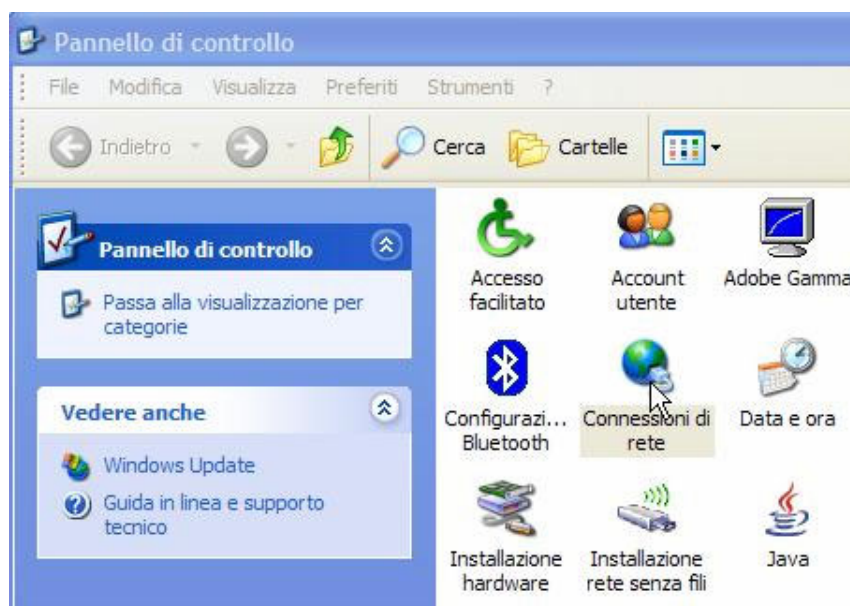 Pannello di controllo
File Modifica Visualizza Preferiti Strumenti ?
Indietro Cerca Cartelle
Pannello di controllo
Passa alla visualizzazione per
categorie
Vedere anche
Windows Update
Guida in linea e supporto
tecnico
Accesso
facilitato
Account
utente
Adobe Gamma
Configurazi...
Bluetooth
Connessioni di
rete
Data e ora
Installazione
hardware
Installazione
rete senza fili
Java